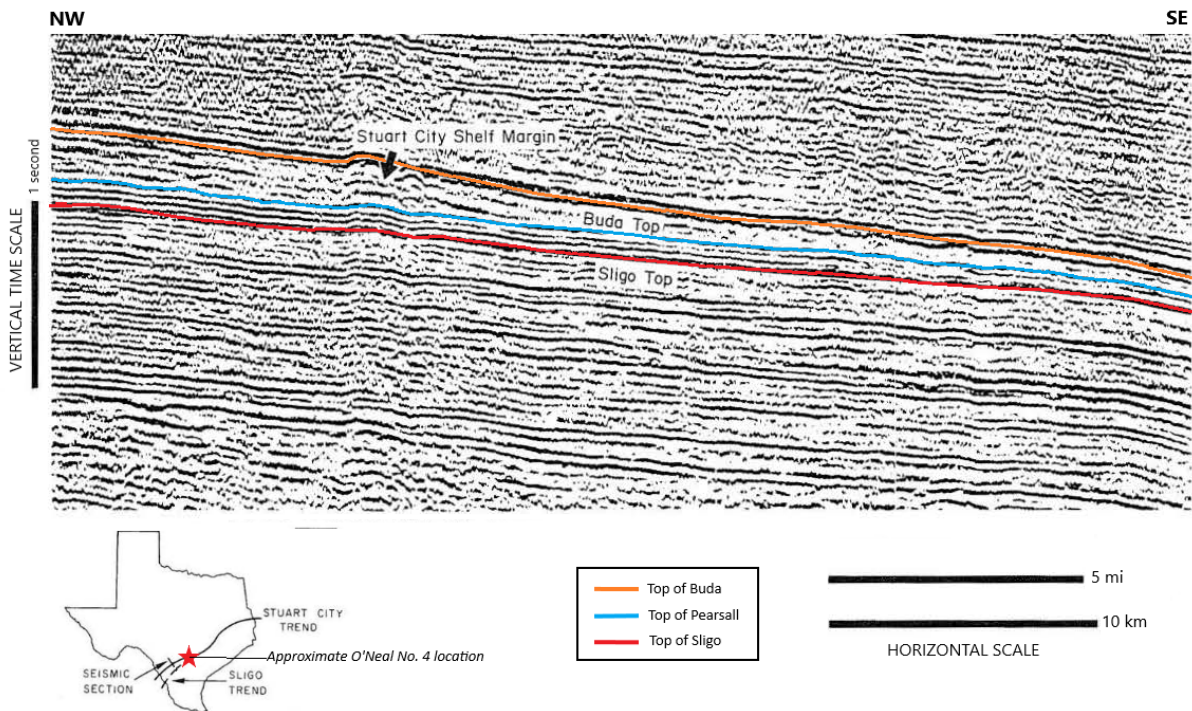 NW
SE
Stuart City Shelf Margin
1 second
VERTICAL TIME SCALE
Buda Top
Sligo Top
STUART CITY
TREND
Approximate O'Neal No. 4 location
SEISMIC
SECTION
SLIGO
TREND
Top of Buda
Top of Pearsall
Top of Sligo
5 mi
10 km
HORIZONTAL SCALE